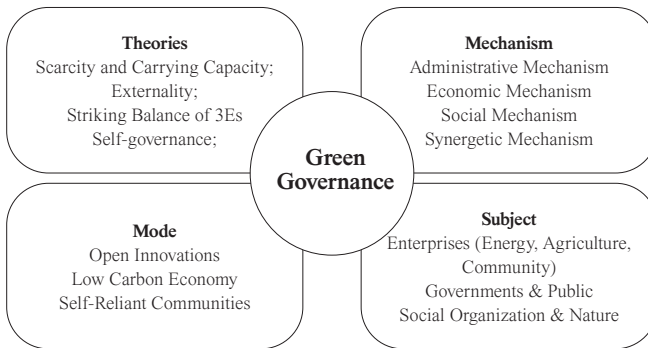 Theories
Scarcity and Carrying Capacity;
Externality;
Striking Balance of 3Es
Self-governance;
Mechanism
Administrative Mechanism
Economic Mechanism
Social Mechanism
Synergetic Mechanism
Green
Governance
Mode
Open Innovations
Low Carbon Economy
Self-Reliant Communities
Subject
Enterprises (Energy, Agriculture,
Community)
Governments & Public
Social Organization & Nature